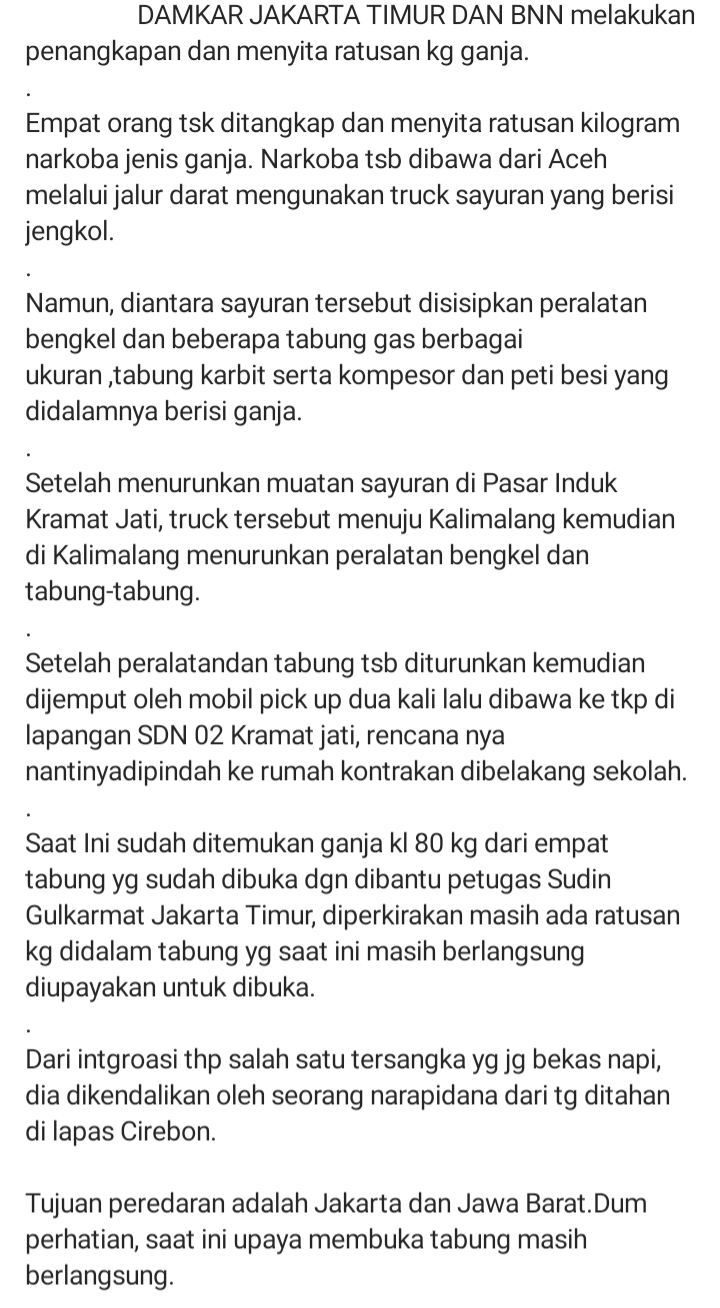 DAMKAR JAKARTA TIMUR DAN BNN melakukan
penangkapan dan menyita ratusan kg ganja.
.
Empat orang tsk ditangkap dan menyita ratusan kilogram
narkoba jenis ganja. Narkoba tsb dibawa dari Aceh
melalui jalur darat mengunakan truck sayuran yang berisi
jengkol.
.
Namun, diantara sayuran tersebut disisipkan peralatan
bengkel dan beberapa tabung gas berbagai
ukuran ,tabung karbit serta kompesor dan peti besi yang
didalamnya berisi ganja.
.
Setelah menurunkan muatan sayuran di Pasar Induk
Kramat Jati, truck tersebut menuju Kalimalang kemudian
di Kalimalang menurunkan peralatan bengkel dan
tabung-tabung.
.
Setelah peralatandan tabung tsb diturunkan kemudian
dijemput oleh mobil pick up dua kali lalu dibawa ke tkp di
lapangan SDN 02 Kramat jati, rencana nya
nantinyadipindah ke rumah kontrakan dibelakang sekolah.
.
Saat Ini sudah ditemukan ganja kl 80 kg dari empat
tabung yg sudah dibuka dgn dibantu petugas Sudin
Gulkarmat Jakarta Timur, diperkirakan masih ada ratusan
kg didalam tabung yg saat ini masih berlangsung
diupayakan untuk dibuka.
.
Dari intgroasi thp salah satu tersangka yg jg bekas napi,
dia dikendalikan oleh seorang narapidana dari tg ditahan
di lapas Cirebon.
Tujuan peredaran adalah Jakarta dan Jawa Barat.Dum
perhatian, saat ini upaya membuka tabung masih
berlangsung.